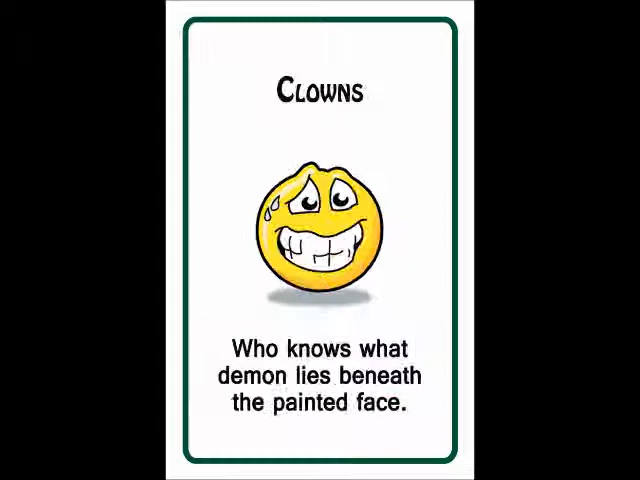 Clowns
Who knows what
demon lies beneath
the painted face.